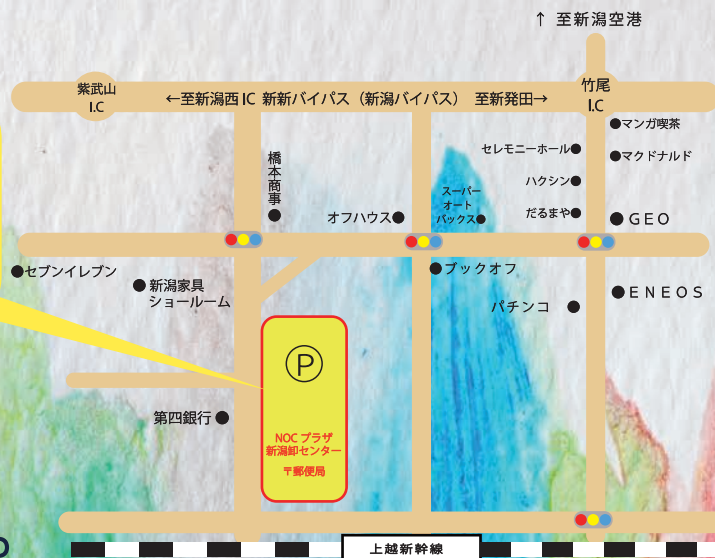 ↑ 至新潟空港
紫武山
I.C
←至新潟西IC 新新バイパス（新潟バイパス） 至新発田→
竹尾
I.C
マンガ喫茶
セレモニーホール
マクドナルド
橋本商事
ハクシン
スーパー
オート
バックス
オフハウス
だるまや
GEO
セブンイレブン
ブックオフ
新潟家具
ショールーム
ENEOS
パチンコ
P
第四銀行
NOC プラザ
新潟卸センター
〒郵便局
上越新幹線